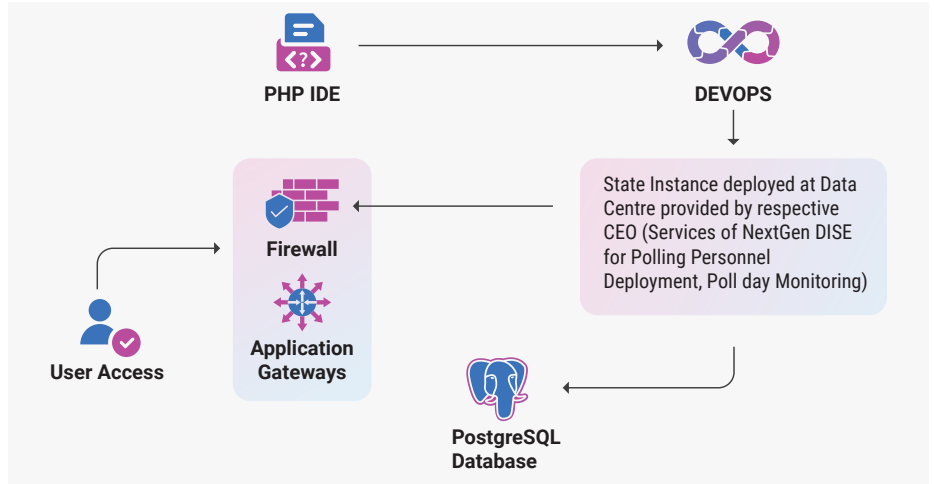 <?>
PHP IDE
DEVOPS
State Instance deployed at Data
Centre provided by respective
CEO (Services of NextGen DISE
for Polling Personnel
Deployment, Poll day Monitoring)
Firewall
Application
Gateways
User Access
PostgreSQL
Database